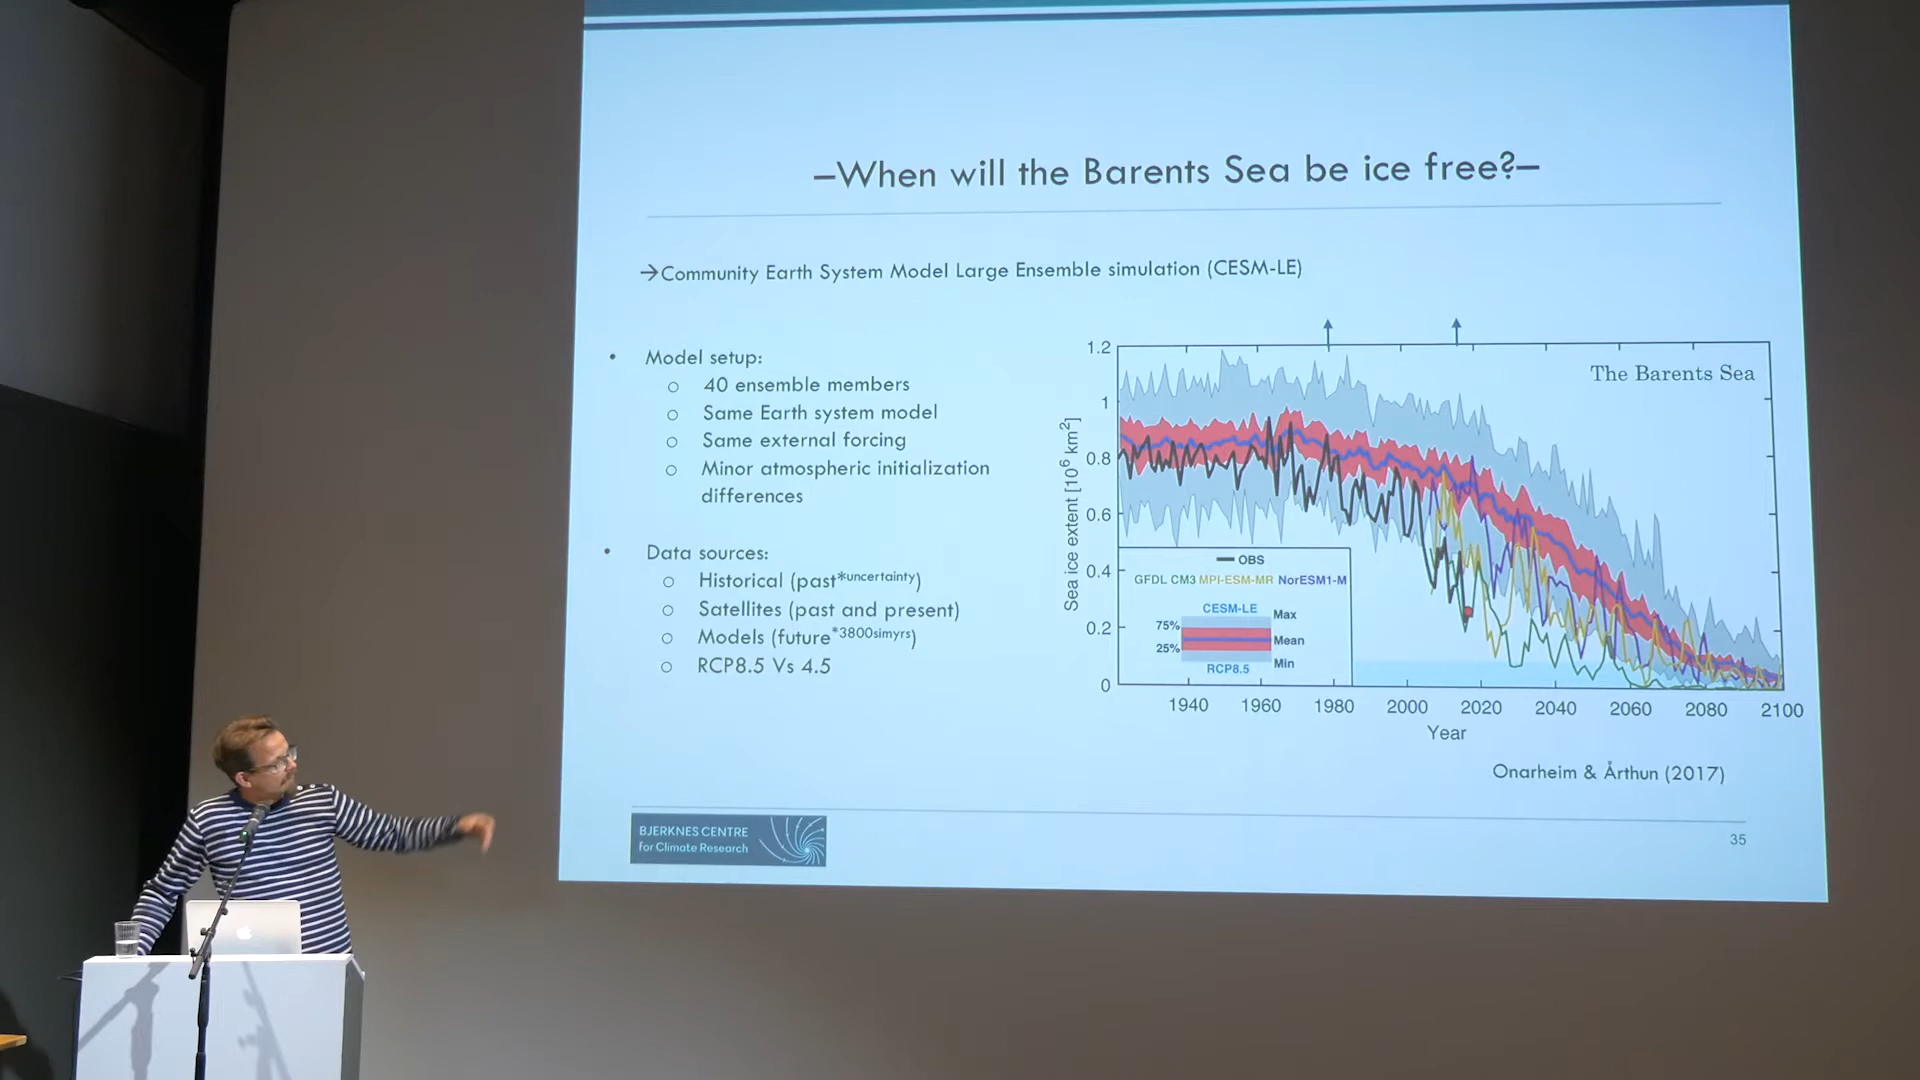 –When will the Barents Sea be ice free?–
→Community Earth System Model Large Ensemble simulation (CESM-LE)
• Model setup:
○ 40 ensemble members
○ Same Earth system model
○ Same external forcing
○ Minor atmospheric initialization
differences
• Data sources:
○ Historical (past*uncertainty)
○ Satellites (past and present)
○ Models (future*3800simyrs)
○ RCP8.5 Vs 4.5
The Barents Sea
1.2
1
0.8
0.6
0.4
0.2
0
Sea ice extent [10⁶ km²]
OBS
GFDL CM3 MPI-ESM-MR NorESM1-M
CESM-LE
Max
75%
Mean
25%
Min
RCP8.5
1940 1960 1980 2000 2020 2040 2060 2080 2100
Year
Onarheim & Årthun (2017)
BJERKNES CENTRE
for Climate Research
35